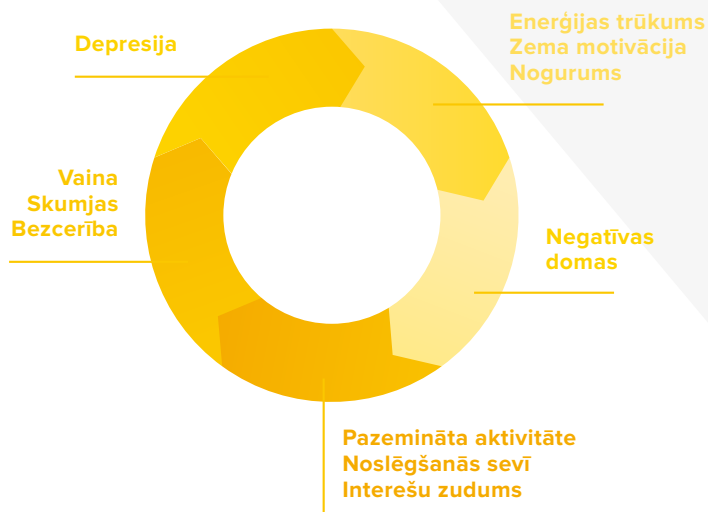 Depresija
Enerģijas trūkums
Zema motivācija
Nogurums
Negatīvas
domas
Pazemināta aktivitāte
Noslēgšanās sevī
Interešu zudums
Vaina
Skumjas
Bezcerība